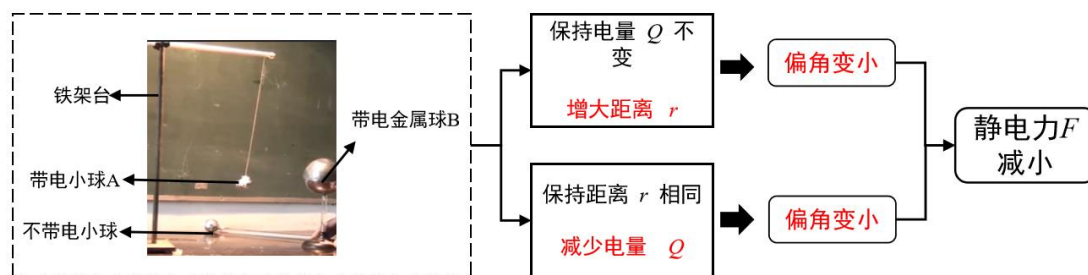 铁架台
带电金属球B
带电小球A
不带电小球
保持电量 Q 不
变
增大距离 r
偏角变小
保持距离 r 相同
减少电量 Q
偏角变小
静电力F
减小